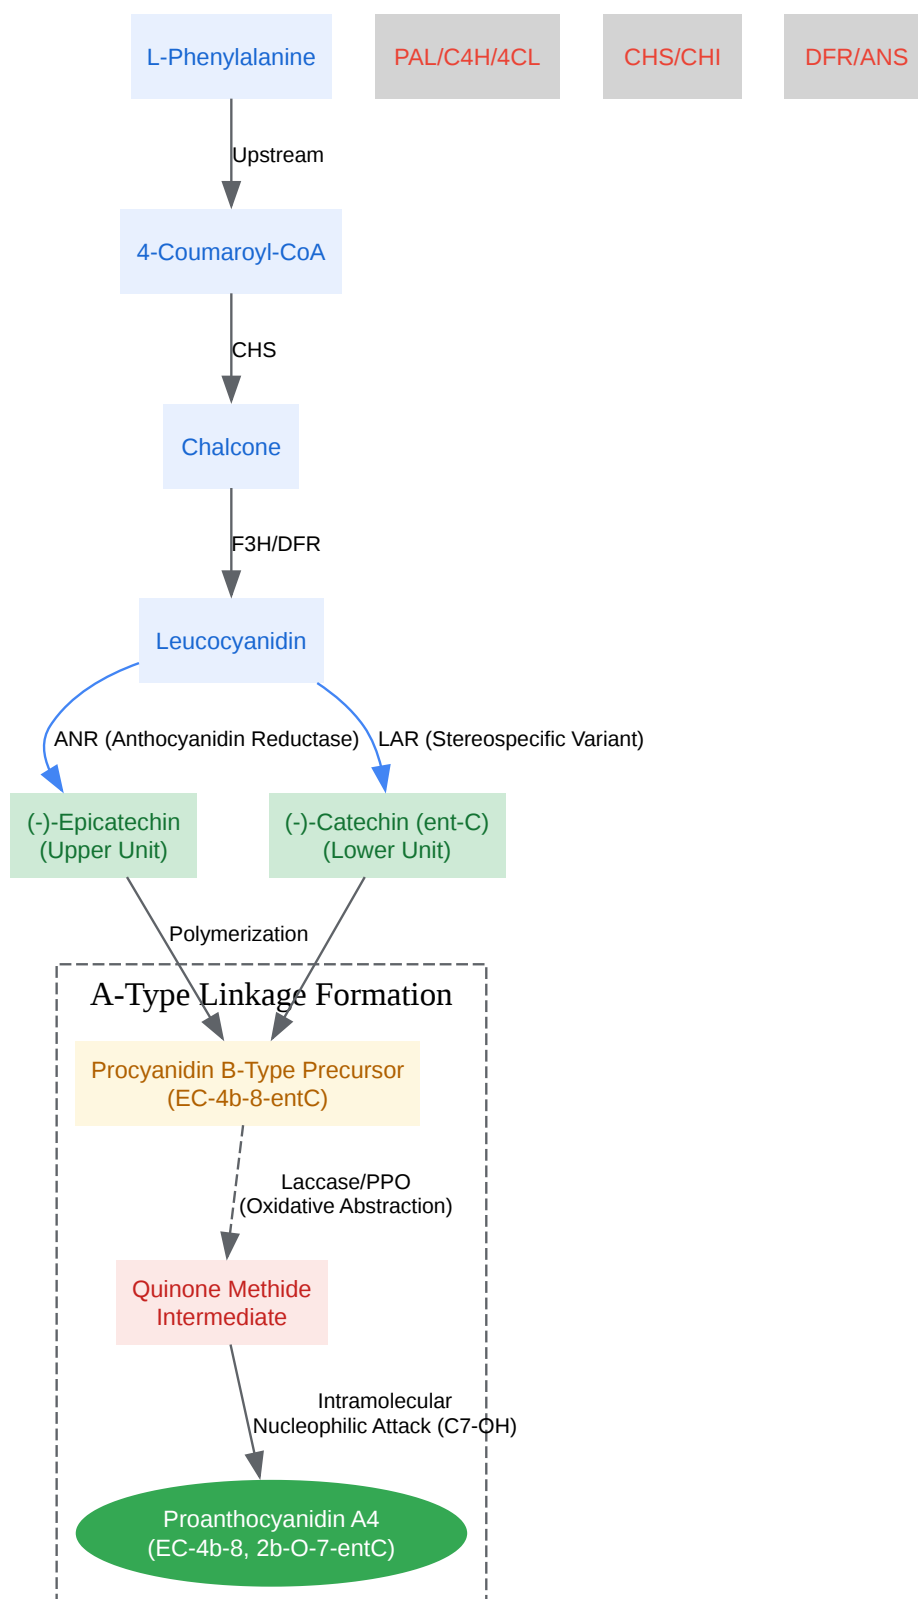 L-Phenylalanine
PAL/C4H/4CL
CHS/CHI
DFR/ANS
Upstream
4-Coumaroyl-CoA
CHS
Chalcone
F3H/DFR
Leucocyanidin
ANR (Anthocyanidin Reductase)
LAR (Stereospecific Variant)
(-)-Epicatechin
(Upper Unit)
(-)-Catechin (ent-C)
(Lower Unit)
Polymerization
A-Type Linkage Formation
Procyanidin B-Type Precursor
(EC-4b-8-entC)
Laccase/PPO
(Oxidative Abstraction)
Quinone Methide
Intermediate
Intramolecular
Nucleophilic Attack (C7-OH)
Proanthocyanidin A4
(EC-4b-8, 2b-O-7-entC)